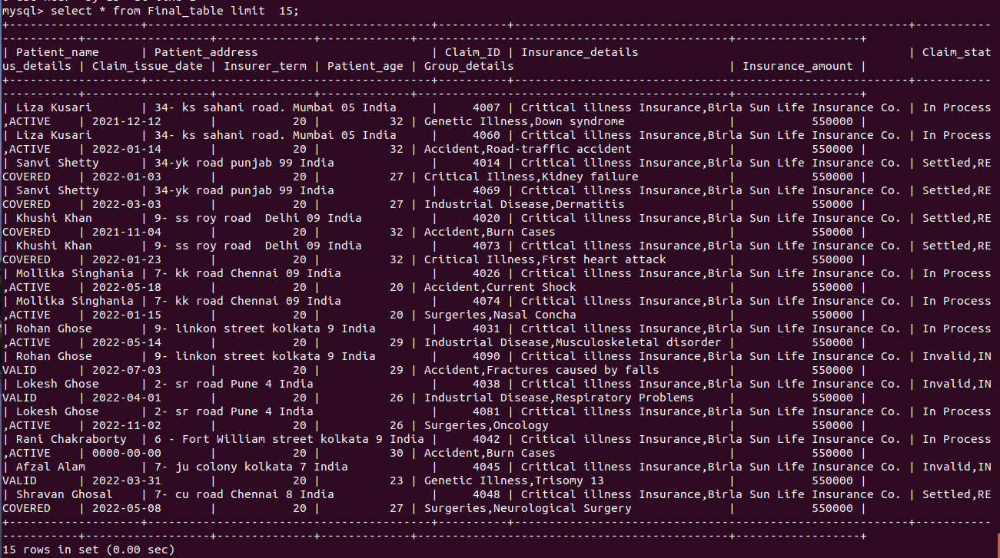 mysql> select * from Final_table limit  15;
+-------------------+-----------------------------------------+----------+---------------------------------------------------------+-----------
-----------+------------------+--------------+-------------+---------------------------------------------+------------------+
| Patient_name      | Patient_address                         | Claim_ID | Insurance_details                                       | Claim_stat
us_details | Claim_issue_date | Insurer_term | Patient_age | Group_details                               | Insurance_amount |
+-------------------+-----------------------------------------+----------+---------------------------------------------------------+-----------
-----------+------------------+--------------+-------------+---------------------------------------------+------------------+
| Liza Kusari       | 34- ks sahani road. Mumbai 05 India     |     4007 | Critical illness Insurance,Birla Sun Life Insurance Co. | In Process
,ACTIVE    | 2021-12-12       |           20 |          32 | Genetic Illness,Down syndrome               |           550000 |
| Liza Kusari       | 34- ks sahani road. Mumbai 05 India     |     4060 | Critical illness Insurance,Birla Sun Life Insurance Co. | In Process
,ACTIVE    | 2022-01-14       |           20 |          32 | Accident,Road-traffic accident              |           550000 |
| Sanvi Shetty      | 34-yk road punjab 99 India              |     4014 | Critical illness Insurance,Birla Sun Life Insurance Co. | Settled,RE
COVERED    | 2022-01-03       |           20 |          27 | Critical Illness,Kidney failure             |           550000 |
| Sanvi Shetty      | 34-yk road punjab 99 India              |     4069 | Critical illness Insurance,Birla Sun Life Insurance Co. | Settled,RE
COVERED    | 2022-03-03       |           20 |          27 | Industrial Disease,Dermatitis               |           550000 |
| Khushi Khan       | 9- ss roy road  Delhi 09 India          |     4020 | Critical illness Insurance,Birla Sun Life Insurance Co. | Settled,RE
COVERED    | 2021-11-04       |           20 |          32 | Accident,Burn Cases                         |           550000 |
| Khushi Khan       | 9- ss roy road  Delhi 09 India          |     4073 | Critical illness Insurance,Birla Sun Life Insurance Co. | Settled,RE
COVERED    | 2022-01-23       |           20 |          32 | Critical Illness,First heart attack         |           550000 |
| Mollika Singhania | 7- kk road Chennai 09 India             |     4026 | Critical illness Insurance,Birla Sun Life Insurance Co. | In Process
,ACTIVE    | 2022-05-18       |           20 |          20 | Accident,Current Shock                      |           550000 |
| Mollika Singhania | 7- kk road Chennai 09 India             |     4074 | Critical illness Insurance,Birla Sun Life Insurance Co. | In Process
,ACTIVE    | 2022-01-15       |           20 |          20 | Surgeries,Nasal Concha                      |           550000 |
| Rohan Ghose       | 9- linkon street kolkata 9 India        |     4031 | Critical illness Insurance,Birla Sun Life Insurance Co. | In Process
,ACTIVE    | 2022-05-14       |           20 |          29 | Industrial Disease,Musculoskeletal disorder |           550000 |
| Rohan Ghose       | 9- linkon street kolkata 9 India        |     4090 | Critical illness Insurance,Birla Sun Life Insurance Co. | Invalid,IN
VALID      | 2022-07-03       |           20 |          29 | Accident,Fractures caused by falls          |           550000 |
| Lokesh Ghose      | 2- sr road Pune 4 India                 |     4038 | Critical illness Insurance,Birla Sun Life Insurance Co. | Invalid,IN
VALID      | 2022-04-01       |           20 |          26 | Industrial Disease,Respiratory Problems     |           550000 |
| Lokesh Ghose      | 2- sr road Pune 4 India                 |     4081 | Critical illness Insurance,Birla Sun Life Insurance Co. | In Process
,ACTIVE    | 2022-11-02       |           20 |          26 | Surgeries,Oncology                          |           550000 |
| Rani Chakraborty  | 6 - Fort William street kolkata 9 India |     4042 | Critical illness Insurance,Birla Sun Life Insurance Co. | In Process
,ACTIVE    | 0000-00-00       |           20 |          30 | Accident,Burn Cases                         |           550000 |
| Afzal Alam        | 7- ju colony kolkata 7 India            |     4045 | Critical illness Insurance,Birla Sun Life Insurance Co. | Invalid,IN
VALID      | 2022-03-31       |           20 |          23 | Genetic Illness,Trisomy 13                  |           550000 |
| Shravan Ghosal    | 7- cu road Chennai 8 India              |     4048 | Critical illness Insurance,Birla Sun Life Insurance Co. | Settled,RE
COVERED    | 2022-05-08       |           20 |          27 | Surgeries,Neurological Surgery              |           550000 |
+-------------------+-----------------------------------------+----------+---------------------------------------------------------+-----------
-----------+------------------+--------------+-------------+---------------------------------------------+------------------+
15 rows in set (0.00 sec)